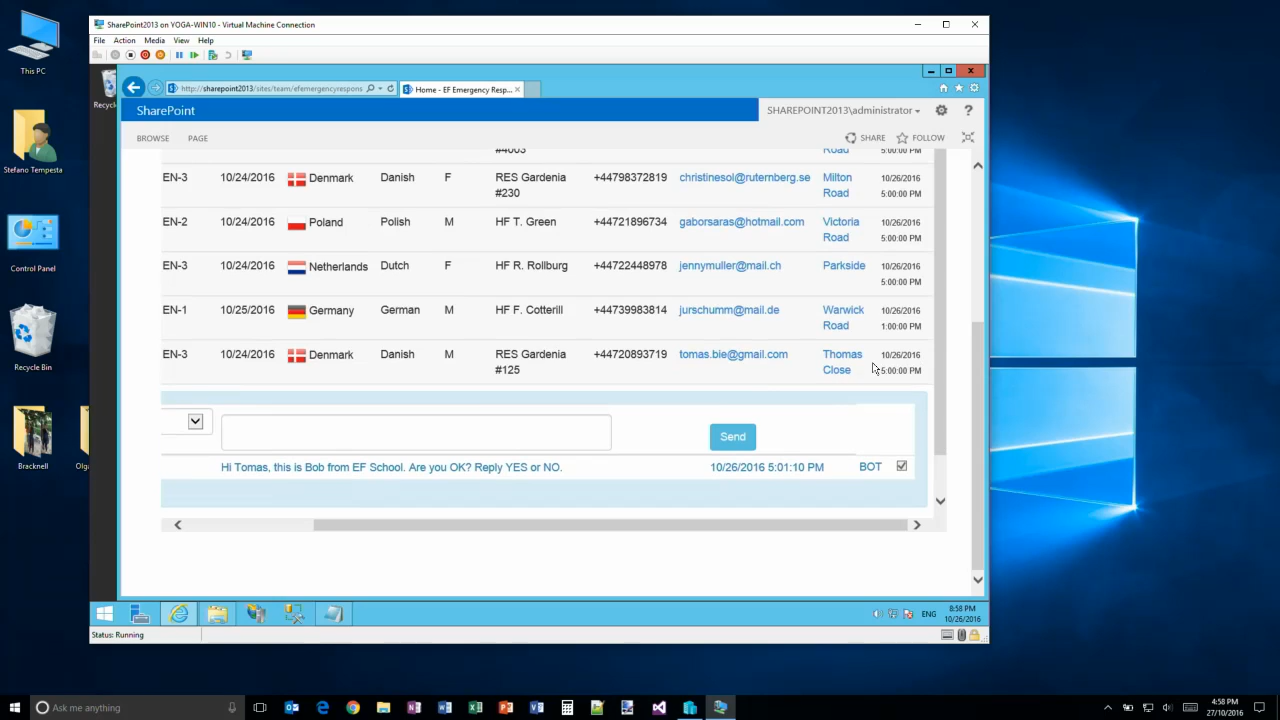 This PC
Stefano Tempesta
Control Panel
Recycle Bin
Bracknell
SharePoint2013 on YOGA-WIN10 - Virtual Machine Connection
File Action Media View Help
http://sharepoint2013/sites/team/efemergencyrespons
Home - EF Emergency Resp...
SharePoint
SHAREPOINT2013\administrator
BROWSE PAGE SHARE FOLLOW
#4003 Road 5:00:00 PM
EN-3 10/24/2016 Denmark Danish F RES Gardenia +44798372819 christinesol@ruternberg.se Milton 10/26/2016
#230 Road 5:00:00 PM
EN-2 10/24/2016 Poland Polish M HF T. Green +44721896734 gaborsaras@hotmail.com Victoria 10/26/2016
Road 5:00:00 PM
EN-3 10/24/2016 Netherlands Dutch F HF R. Rollburg +44722448978 jennymuller@mail.ch Parkside 10/26/2016
5:00:00 PM
EN-1 10/25/2016 Germany German M HF F. Cotterill +44739983814 jurschumm@mail.de Warwick 10/26/2016
Road 1:00:00 PM
EN-3 10/24/2016 Denmark Danish M RES Gardenia +44720893719 tomas.bie@gmail.com Thomas 10/26/2016
#125 Close 5:00:00 PM
Send
Hi Tomas, this is Bob from EF School. Are you OK? Reply YES or NO. 10/26/2016 5:01:10 PM BOT
ENG 8:58 PM
10/26/2016
Status: Running
Ask me anything
4:58 PM
27/10/2016